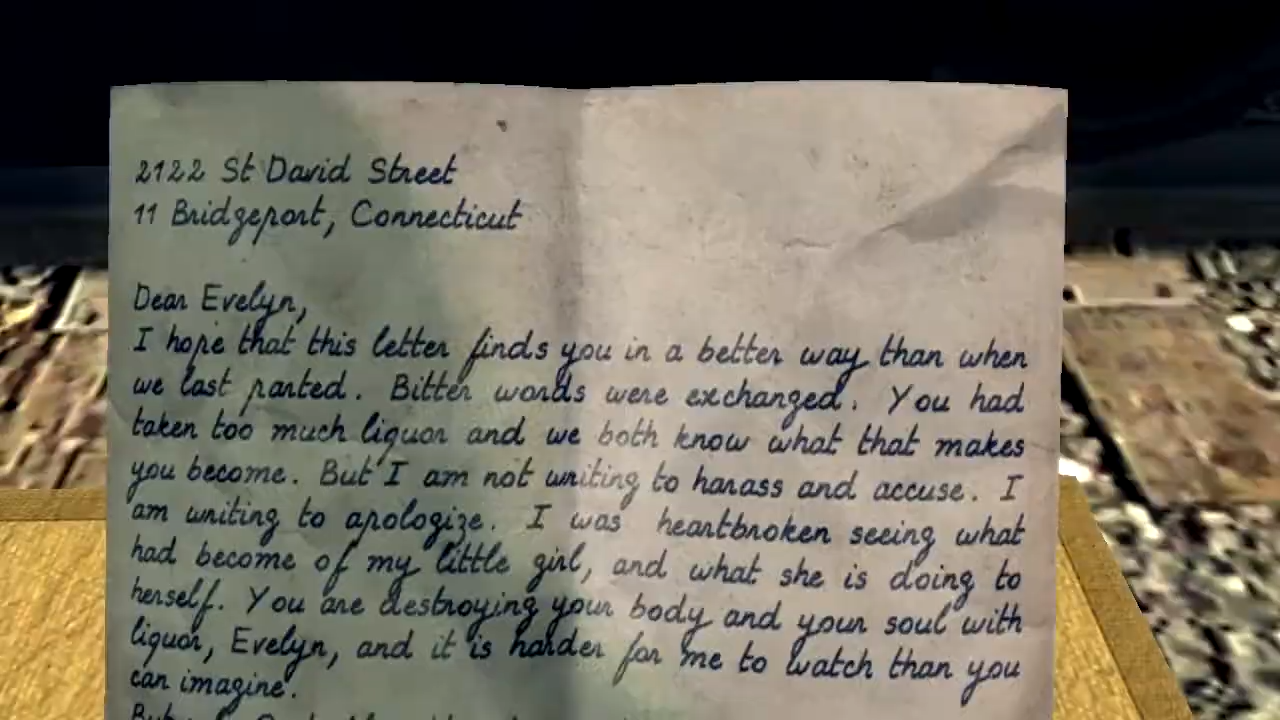 2122 St David Street
11 Bridgeport, Connecticut
Dear Evelyn,
I hope that this letter finds you in a better way than when
we last parted. Bitter words were exchanged. You had
taken too much liquor and we both know what that makes
you become. But I am not writing to harass and accuse. I
am writing to apologize. I was heartbroken seeing what
had become of my little girl, and what she is doing to
herself. You are destroying your body and your soul with
liquor, Evelyn, and it is harder for me to watch than you
can imagine.